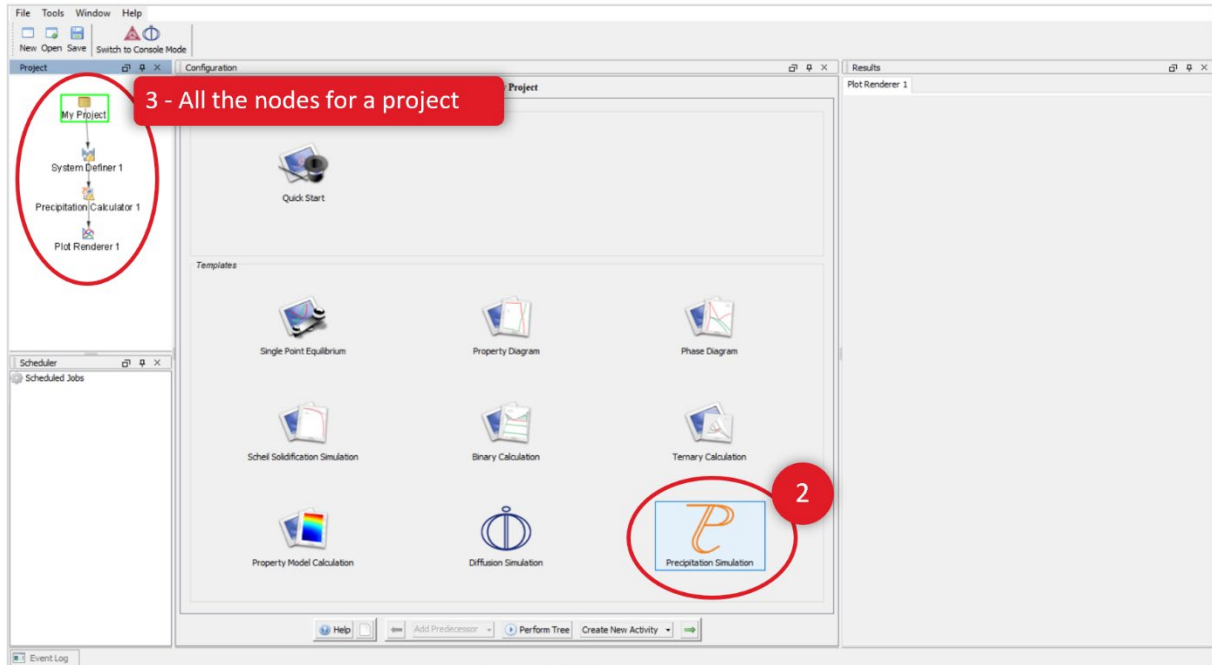 File Tools Window Help
New Open Save Switch to Console Mode
Project
Configuration
Results
3 - All the nodes for a project
Project
Plot Renderer 1
My Project
System Definer 1
Precipitation Calculator 1
Plot Renderer 1
Quick Start
Templates
Single Point Equilibrium
Property Diagram
Phase Diagram
Scheduler
Scheduled Jobs
Scheil Solidification Simulation
Binary Calculation
Ternary Calculation
2
Property Model Calculation
Diffusion Simulation
Precipitation Simulation
Help
Add Predecessor
Perform Tree
Create New Activity
Event Log